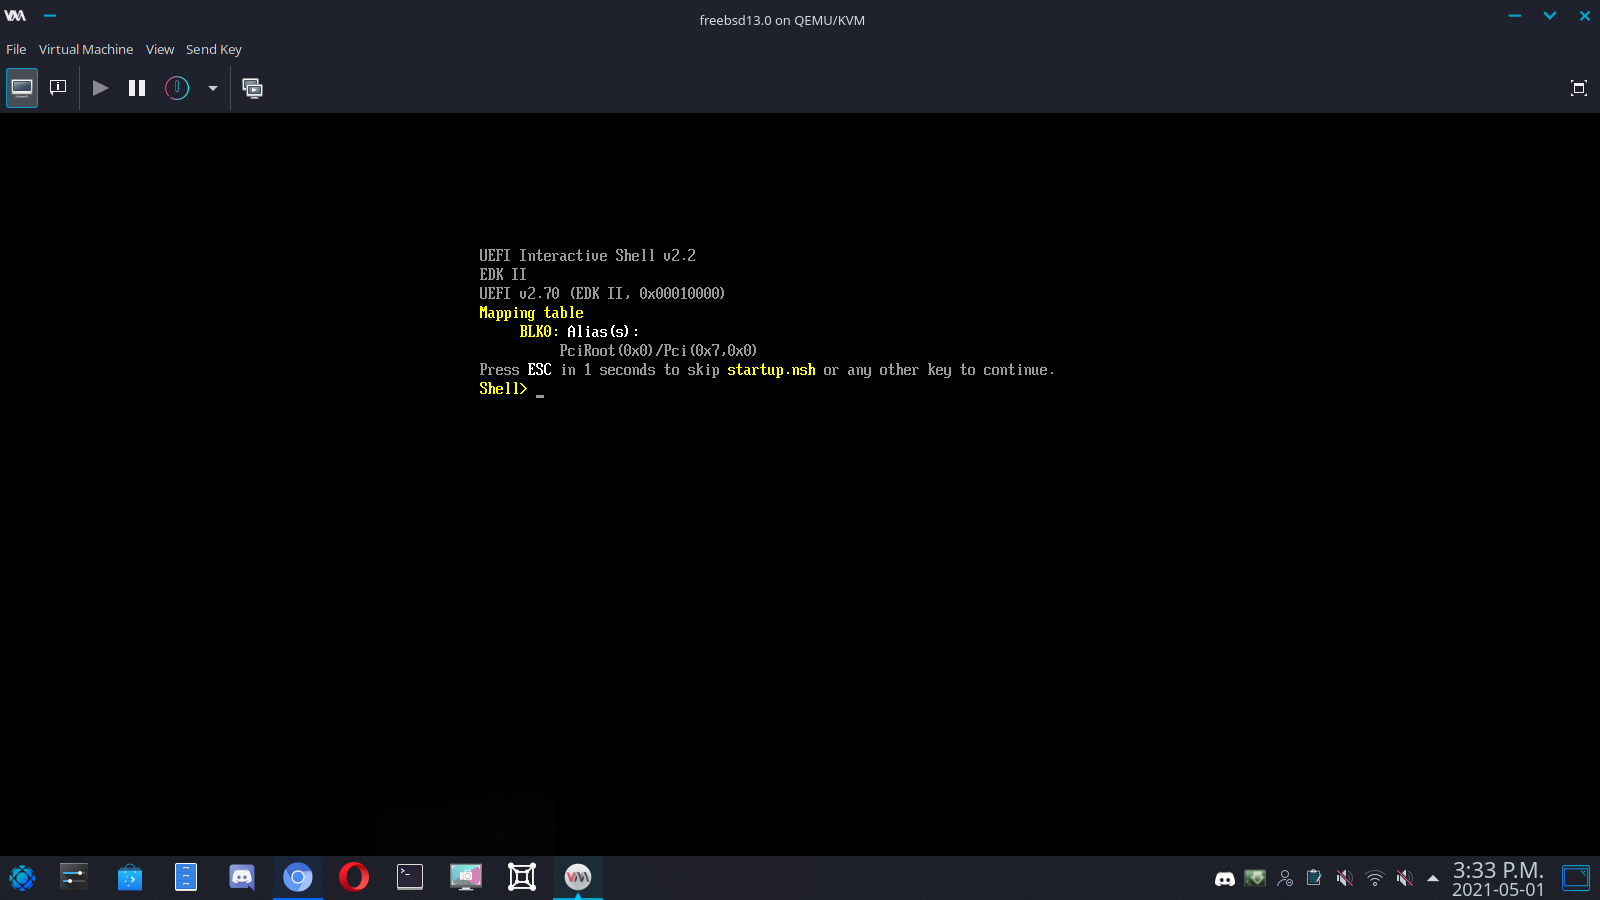 freebsd13.0 on QEMU/KVM
File Virtual Machine View Send Key
UEFI Interactive Shell v2.2
EDK II
UEFI v2.70 (EDK II, 0x00010000)
Mapping table
BLK0: Alias(s):
PciRoot(0x0)/Pci(0x7,0x0)
Press ESC in 1 seconds to skip startup.nsh or any other key to continue.
Shell> _
3:33 P.M.
2021-05-01